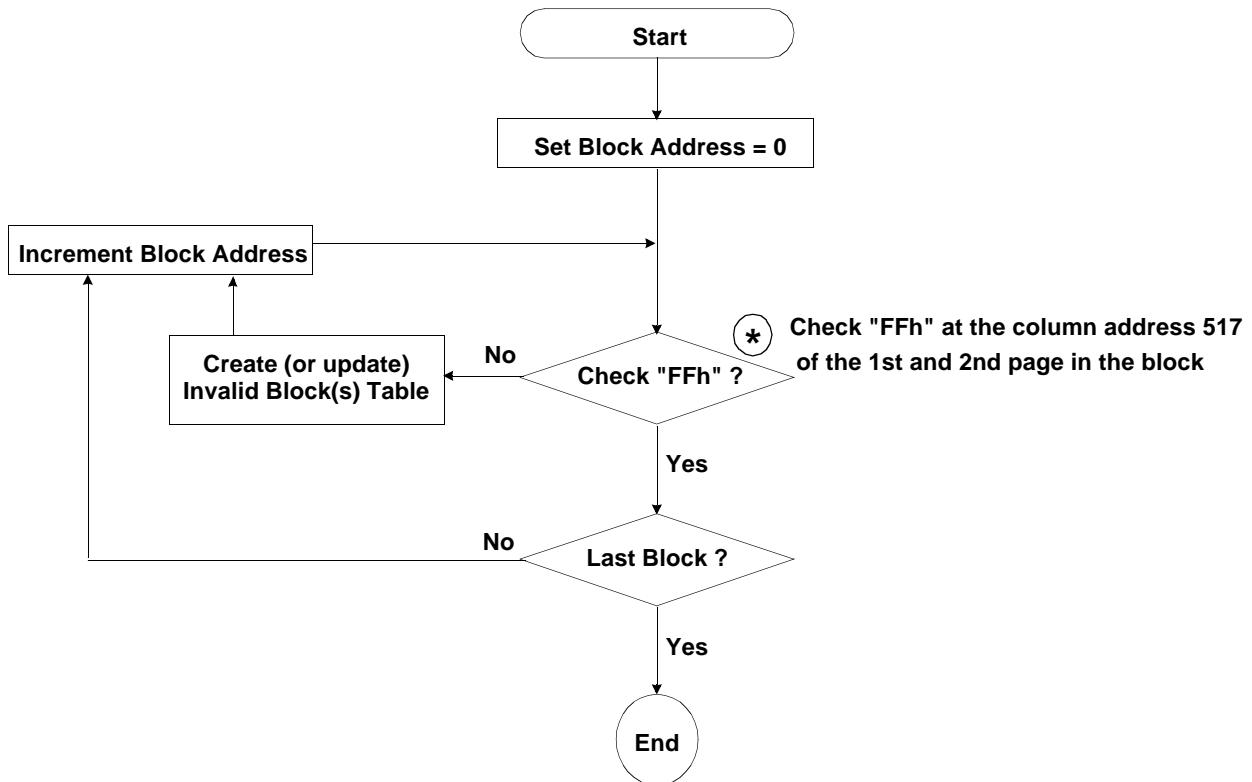 Start
Set Block Address = 0
Increment Block Address
* Check "FFh" at the column address 517
of the 1st and 2nd page in the block
No
Create (or update)
Invalid Block(s) Table
Check "FFh" ?
Yes
No
Last Block ?
Yes
End